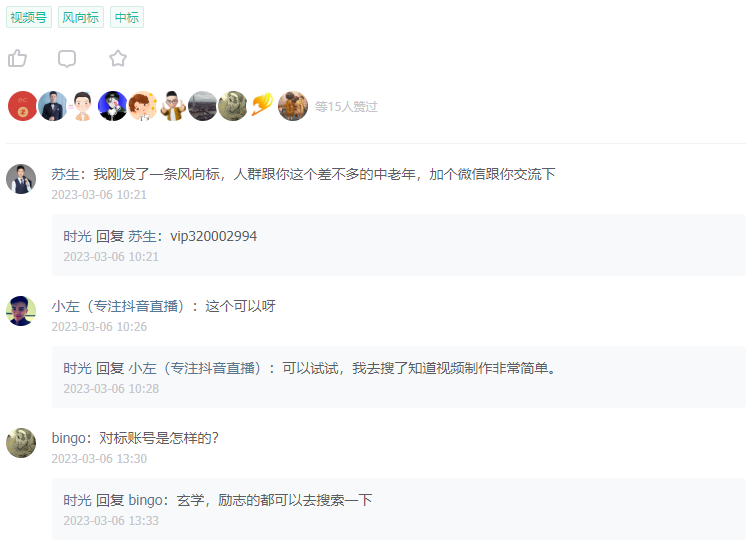 视频号 风向标 中标
等15人赞过
苏生：我刚发了一条风向标，人群跟你这个差不多的中老年，加个微信跟你交流下
2023-03-06 10:21
时光 回复 苏生：vip320002994
2023-03-06 10:21
小左（专注抖音直播）：这个可以呀
2023-03-06 10:26
时光 回复 小左（专注抖音直播）：可以试试，我去搜了知道视频制作非常简单。
2023-03-06 10:28
bingo：对标账号是怎样的？
2023-03-06 13:30
时光 回复 bingo：玄学，励志的都可以去搜索一下
2023-03-06 13:33